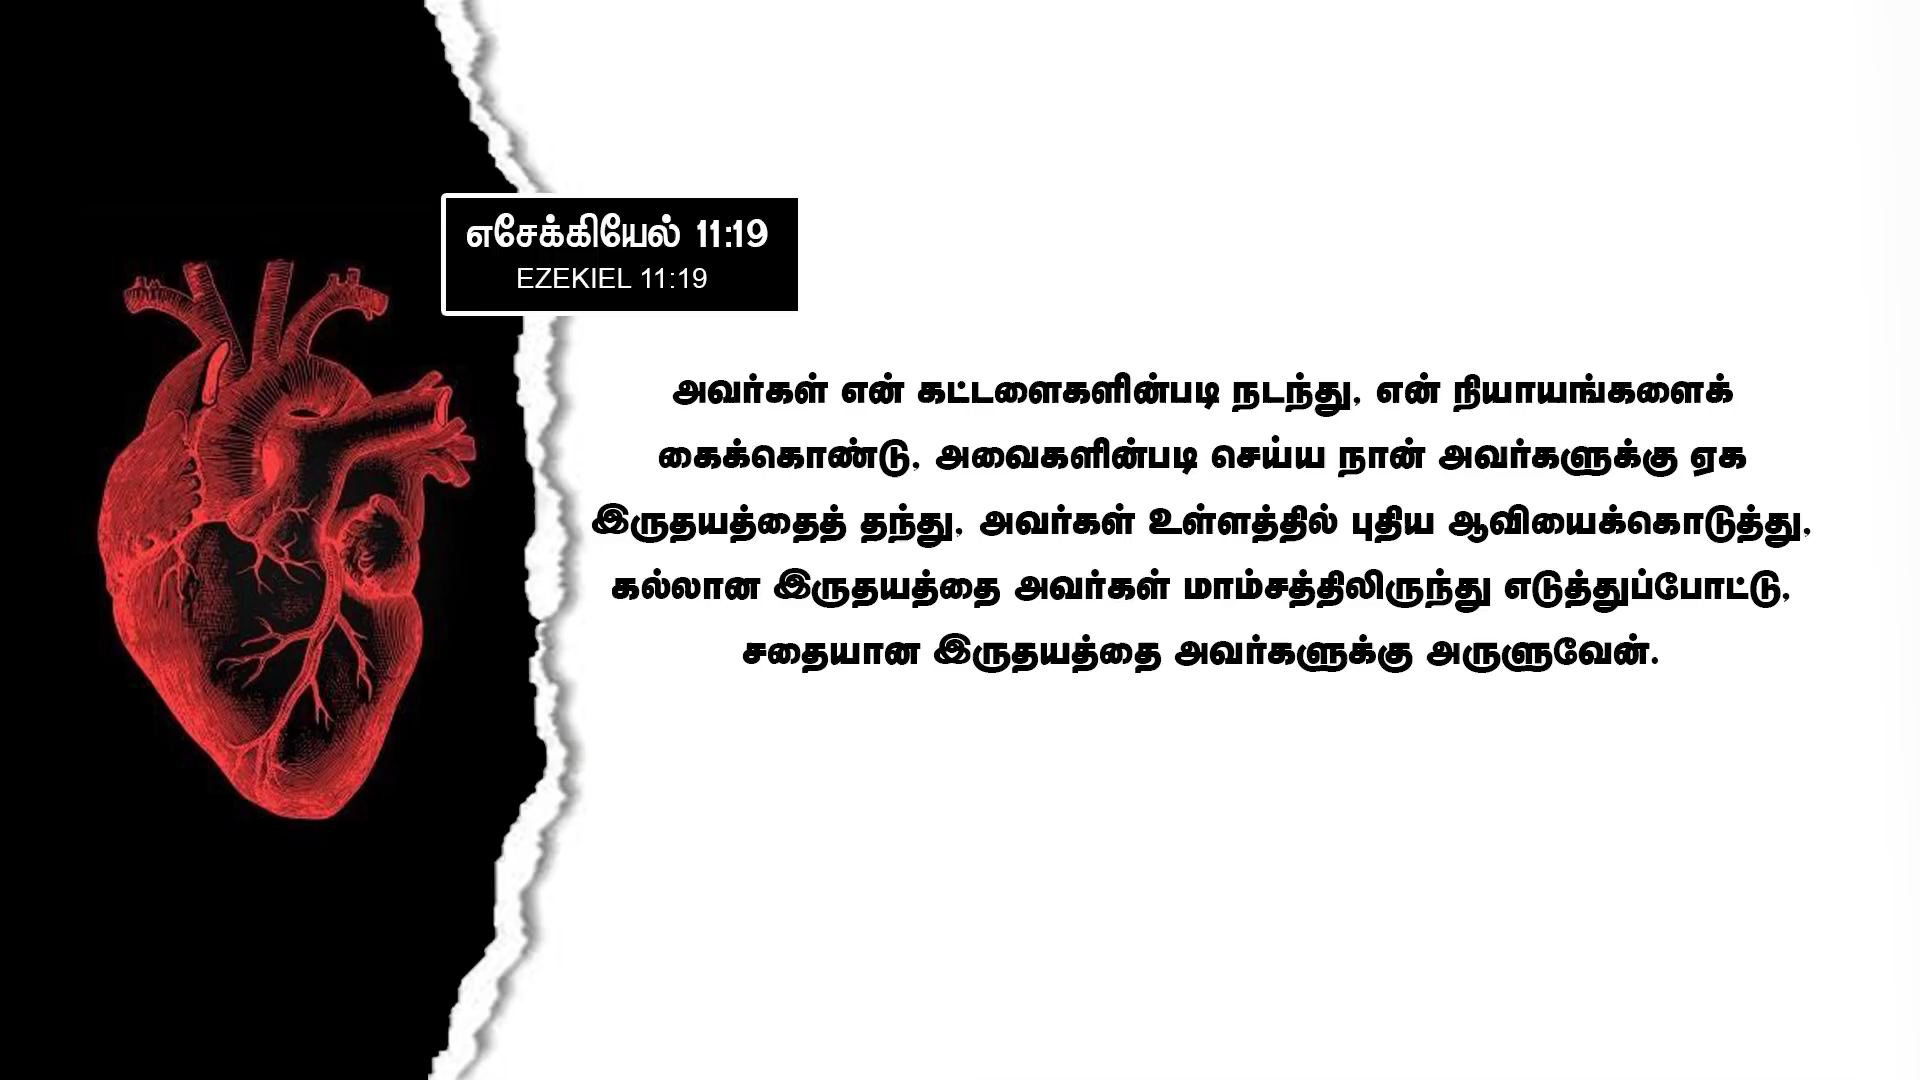 எசேக்கியேல் 11:19
EZEKIEL 11:19
அவர்கள் என் கட்டளைகளின்படி நடந்து, என் நியாயங்களைக்
கைக்கொண்டு, அவைகளின்படி செய்ய நான் அவர்களுக்கு ஏக
இருதயத்தைத் தந்து, அவர்கள் உள்ளத்தில் புதிய ஆவியைக்கொடுத்து,
கல்லான இருதயத்தை அவர்கள் மாம்சத்திலிருந்து எடுத்துப்போட்டு,
சதையான இருதயத்தை அவர்களுக்கு அருளுவேன்.